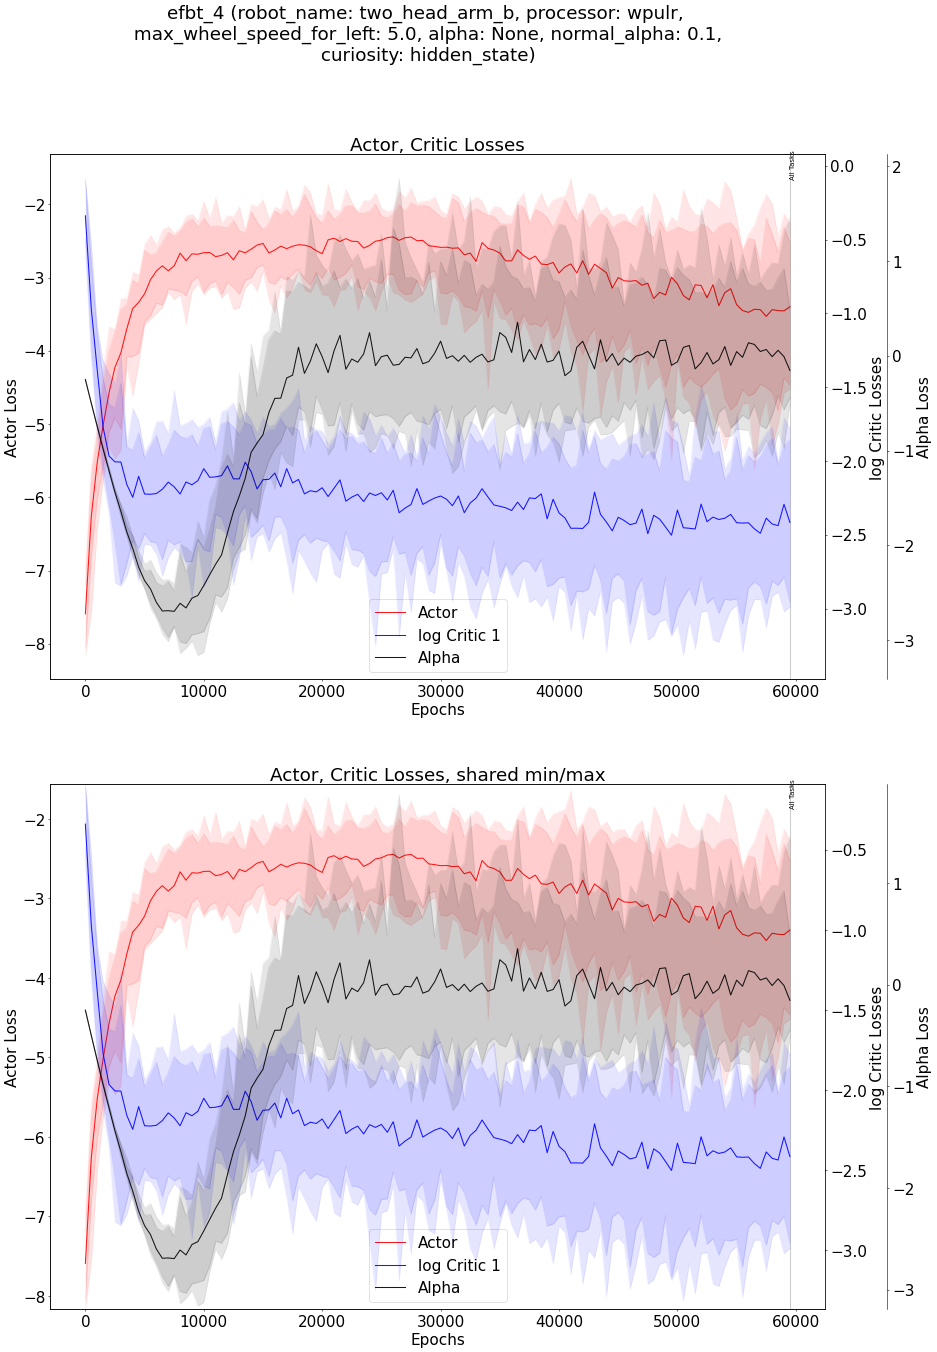 efbt_4 (robot_name: two_head_arm_b, processor: wpulr,
max_wheel_speed_for_left: 5.0, alpha: None, normal_alpha: 0.1,
curiosity: hidden_state)
Actor, Critic Losses
All Tasks
Actor Loss
−2
−3
−4
−5
−6
−7
−8
0.0
−0.5
−1.0
−1.5
−2.0
−2.5
−3.0
log Critic Losses
2
1
0
−1
−2
−3
Alpha Loss
Actor
log Critic 1
Alpha
0
10000
20000
30000
40000
50000
60000
Epochs
Actor, Critic Losses, shared min/max
All Tasks
Actor Loss
−2
−3
−4
−5
−6
−7
−8
−0.5
−1.0
−1.5
−2.0
−2.5
−3.0
log Critic Losses
1
0
−1
−2
−3
Alpha Loss
Actor
log Critic 1
Alpha
0
10000
20000
30000
40000
50000
60000
Epochs